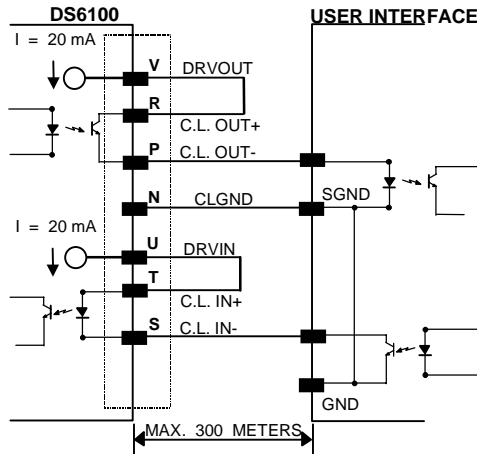 DS6100 USER INTERFACE
I = 20 mA
V DRVOUT
R
C.L. OUT+
P C.L. OUT-
N CLGND SGND
I = 20 mA
U DRVIN
T
C.L. IN+
S C.L. IN-
GND
MAX. 300 METERS